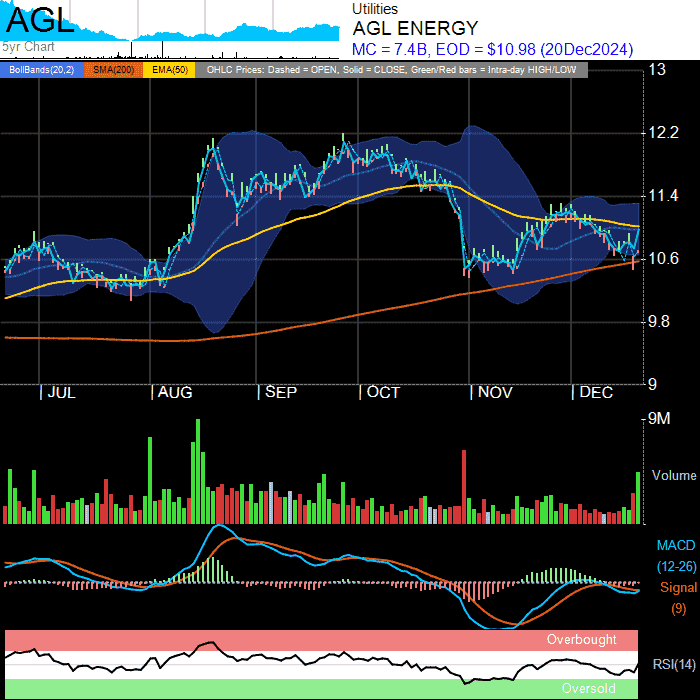 AGL
5yr Chart
Utilities
AGL ENERGY
MC = 7.4B, EOD = $10.98 (20Dec2024)
BollBands(20,2) SMA(200) EMA(50) OHLC Prices: Dashed = OPEN, Solid = CLOSE, Green/Red bars = Intra-day HIGH/LOW
13
12.2
11.4
10.6
9.8
9
JUL AUG SEP OCT NOV DEC
9M
Volume
MACD
(12-26)
Signal
(9)
Overbought
RSI(14)
Oversold